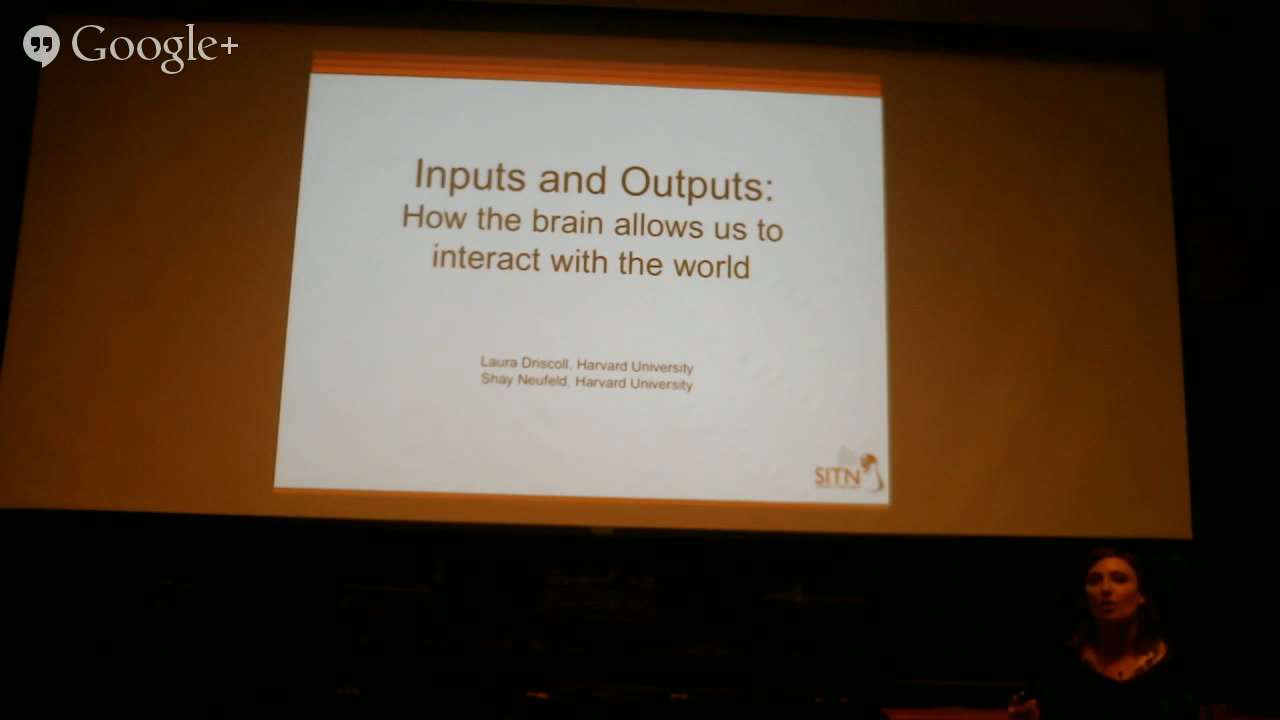 Google+
Inputs and Outputs:
How the brain allows us to
interact with the world
Laura Driscoll, Harvard University
Shay Neufeld, Harvard University
SITN